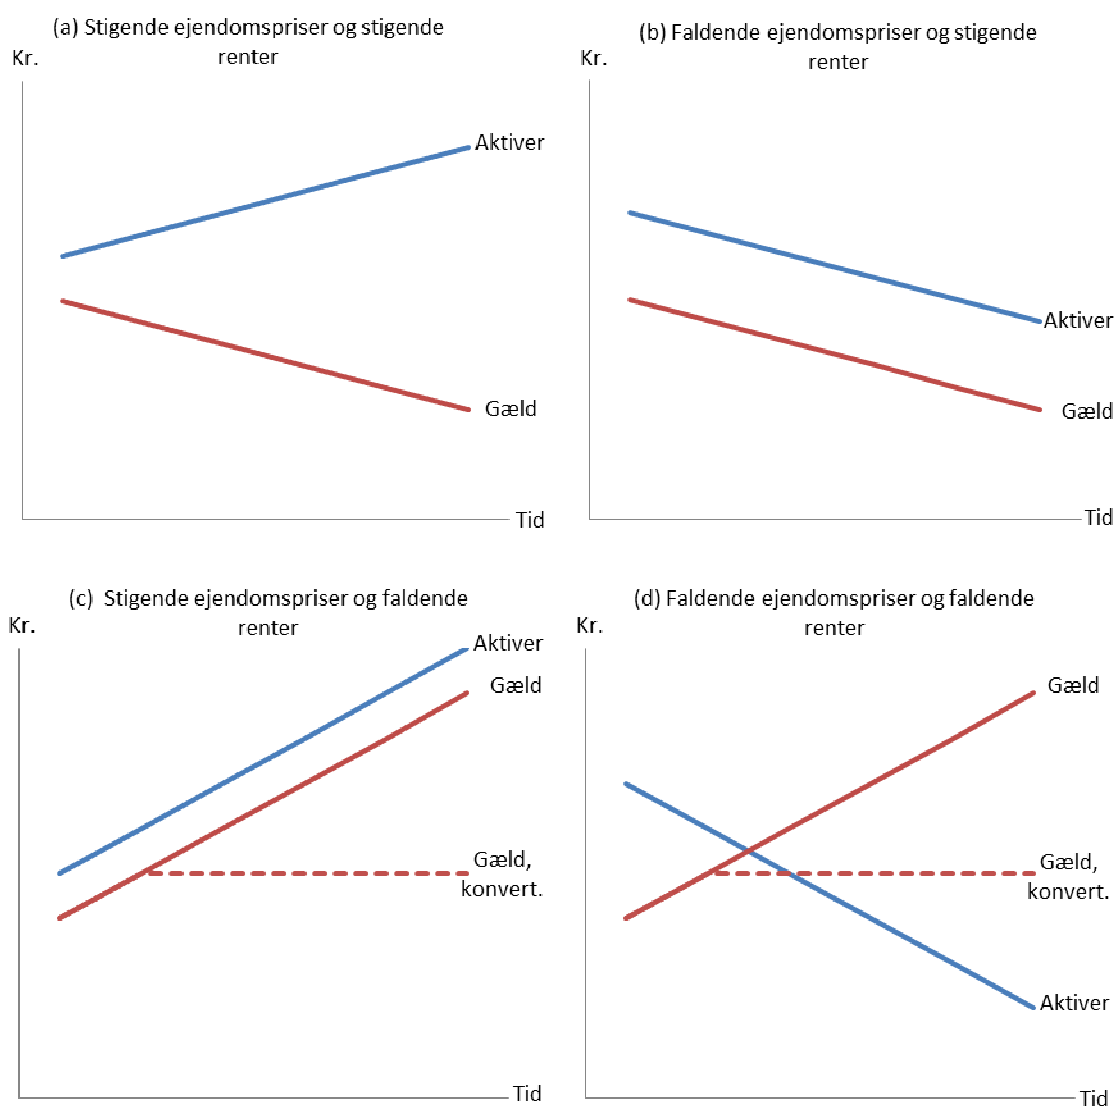 (a) Stigende ejendomspriser og stigende
renter
Kr.
Aktiver
Gæld
Tid
(b) Faldende ejendomspriser og stigende
renter
Kr.
Aktiver
Gæld
Tid
(c) Stigende ejendomspriser og faldende
renter
Kr.
Aktiver
Gæld
Gæld,
konvert.
Tid
(d) Faldende ejendomspriser og faldende
renter
Kr.
Gæld
Gæld,
konvert.
Aktiver
Tid